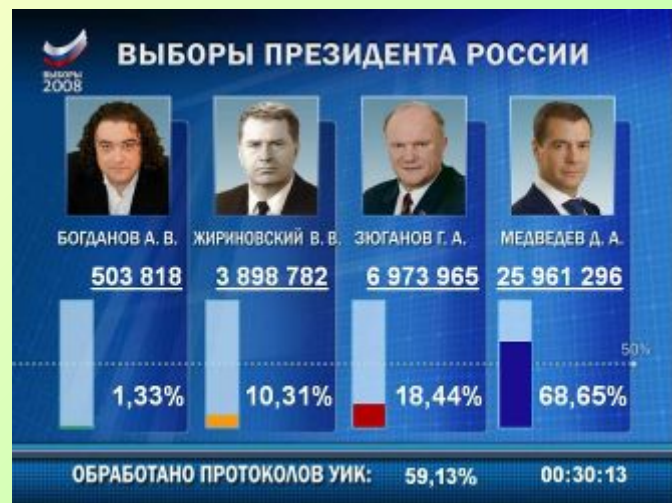 ВЫБОРЫ ПРЕЗИДЕНТА РОССИИ
ВЫБОРЫ
2008
БОГДАНОВ А. В. ЖИРИНОВСКИЙ В. В. ЗЮГАНОВ Г. А. МЕДВЕДЕВ Д. А.
503 818 3 898 782 6 973 965 25 961 296
50%
1,33% 10,31% 18,44% 68,65%
ОБРАБОТАНО ПРОТОКОЛОВ УИК: 59,13% 00:30:13